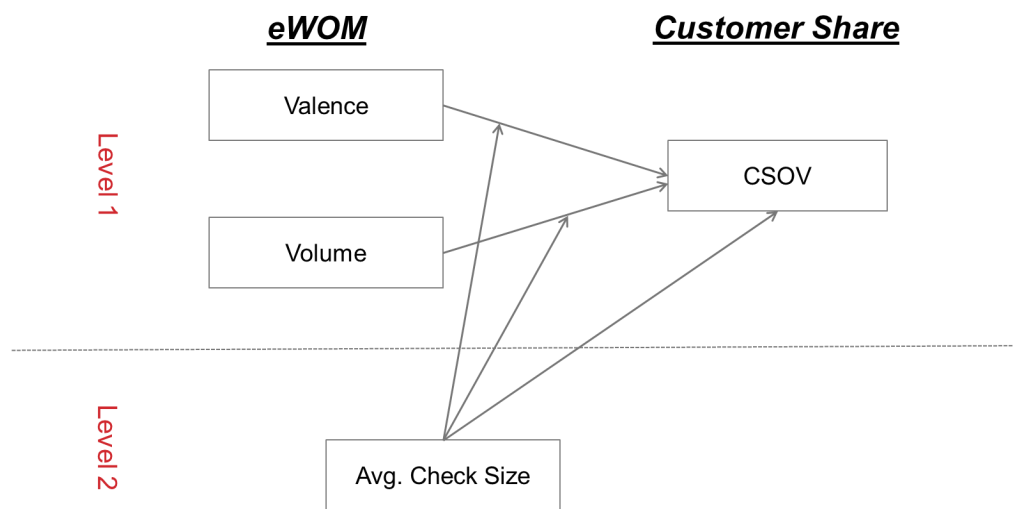 eWOM
Customer Share
Valence
Level 1
CSOV
Volume
Level 2
Avg. Check Size